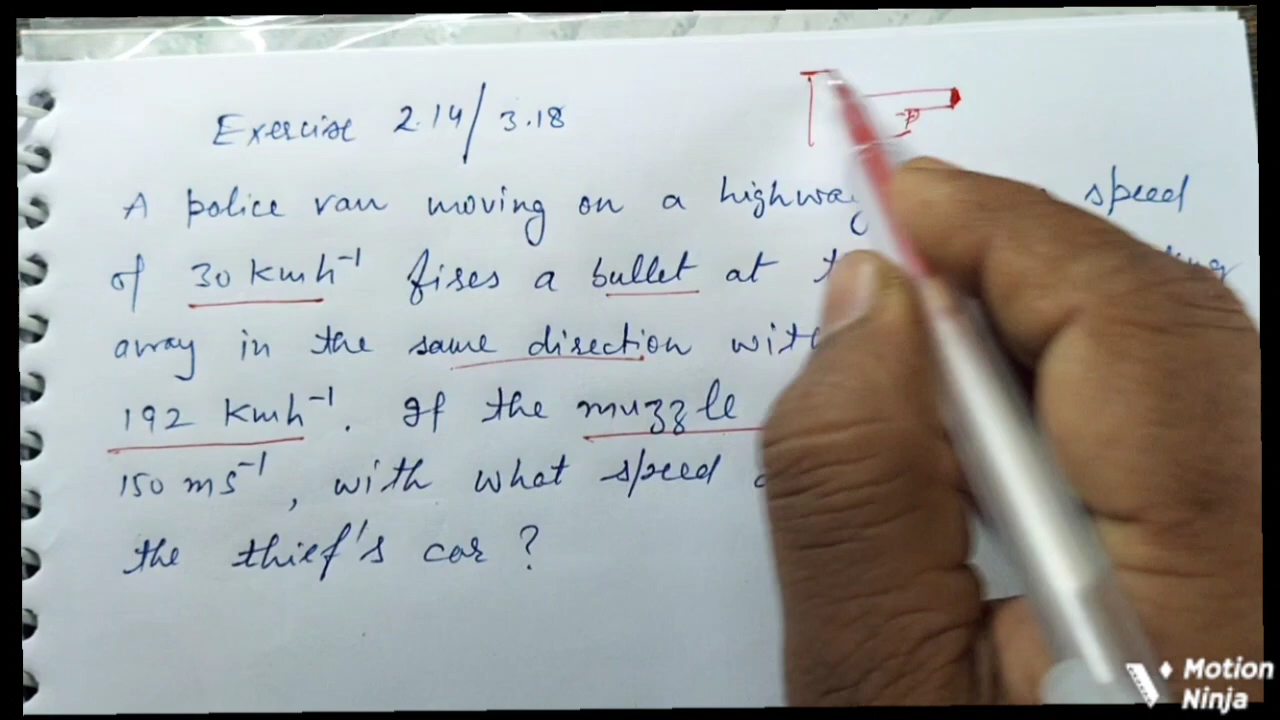 Exercise 2.14/3.18
A police van moving on a highway speed
of 30 kmh⁻¹ fires a bullet at
away in the same direction with
192 Kmh⁻¹. If the muzzle
150 ms⁻¹, with what speed
the thief's car ?
Motion
Ninja